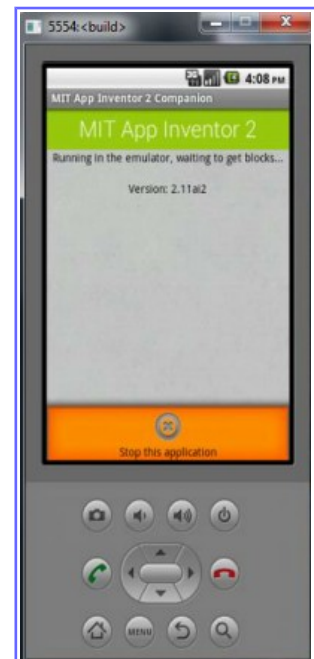 5554:<build>
3G 4:08 PM
MIT App Inventor 2 Companion
MIT App Inventor 2
Running in the emulator, waiting to get blocks...
Version: 2.11ai2
Stop this application
MENU